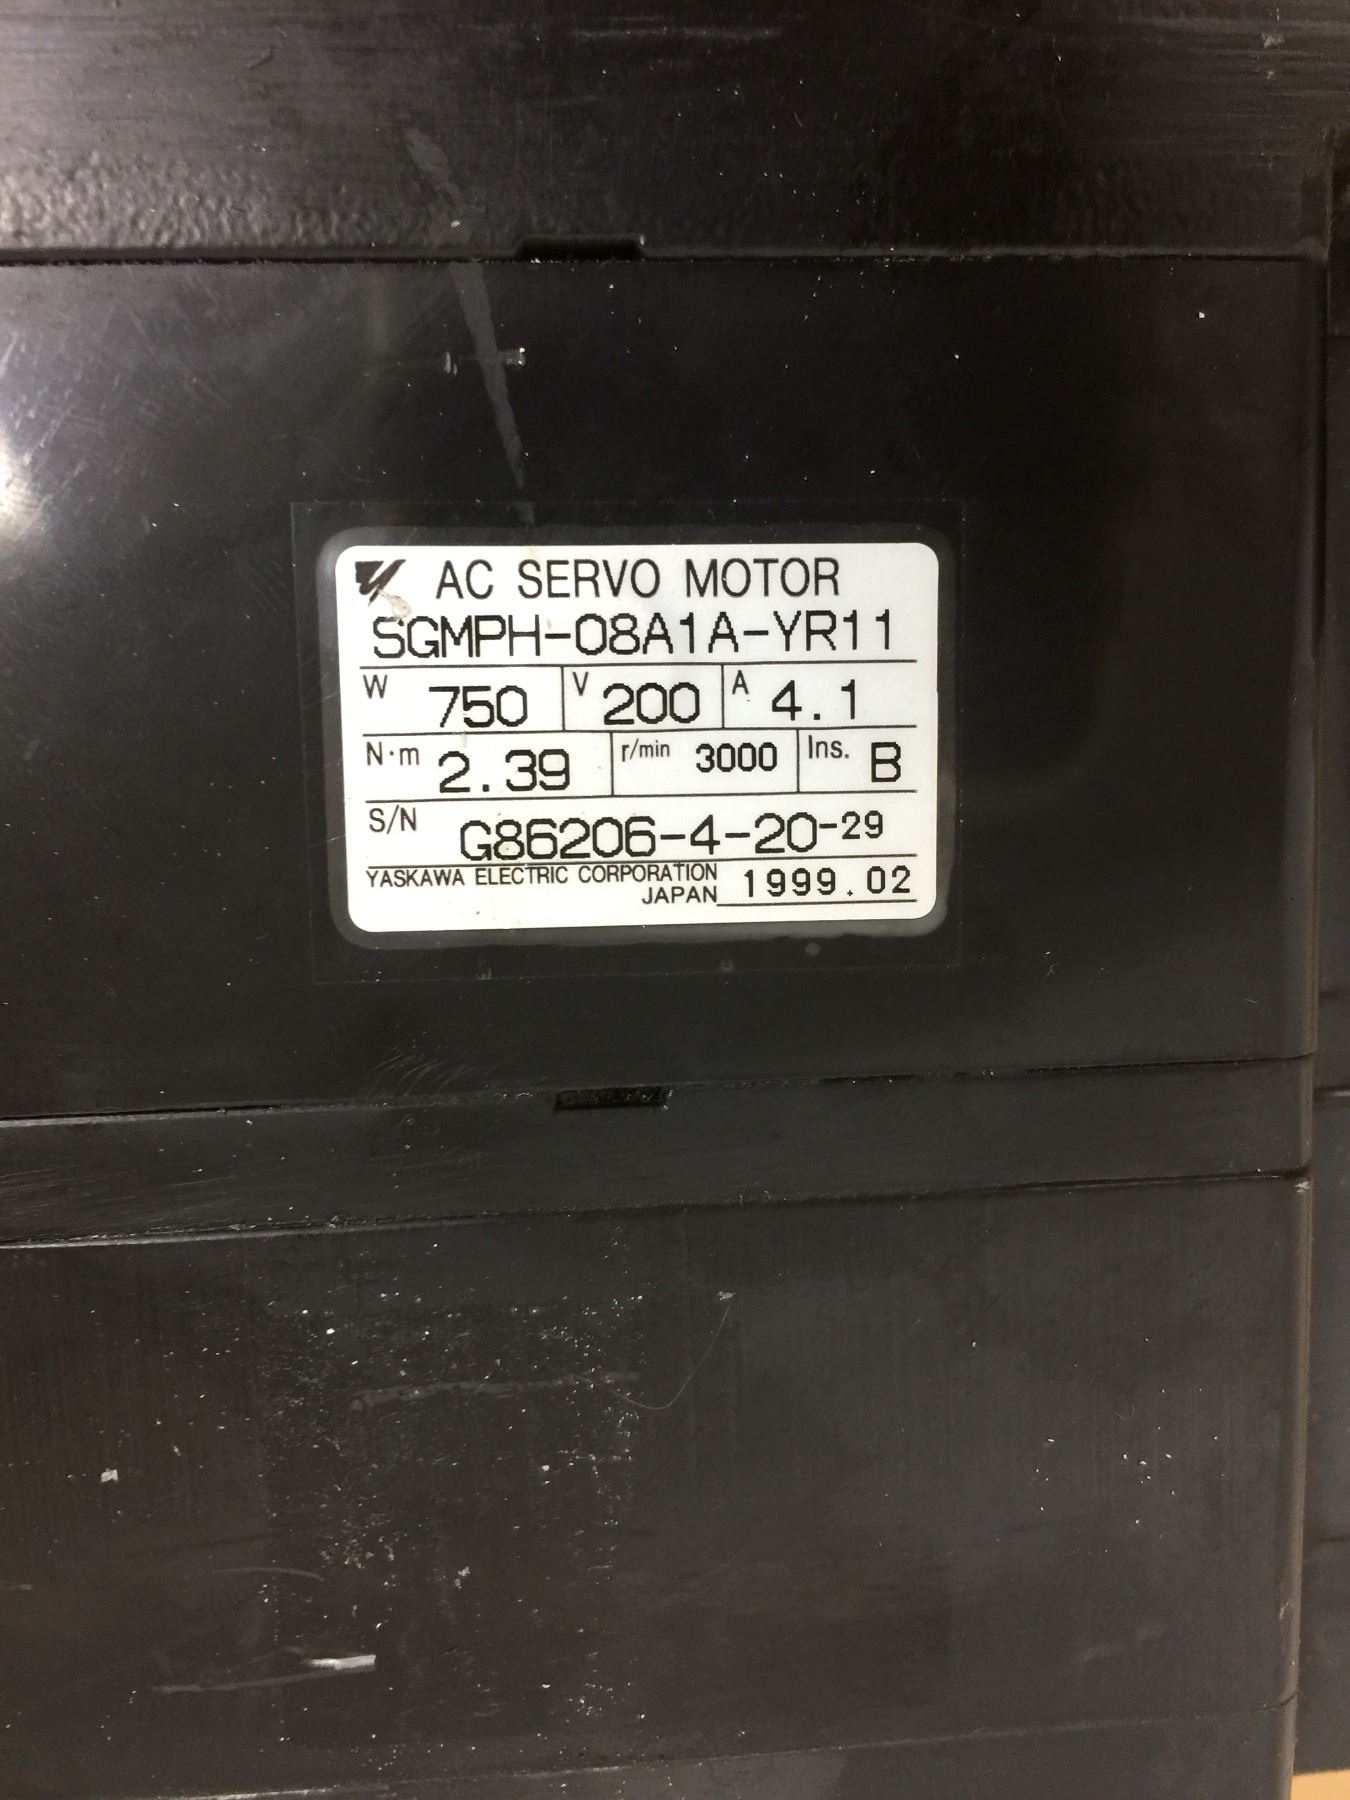 AC SERVO MOTOR
SGMPH-08A1A-YR11
W 750 V 200 A 4.1
N·m 2.39 r/min 3000 Ins. B
S/N G86206-4-20-29
YASKAWA ELECTRIC CORPORATION
JAPAN 1999.02